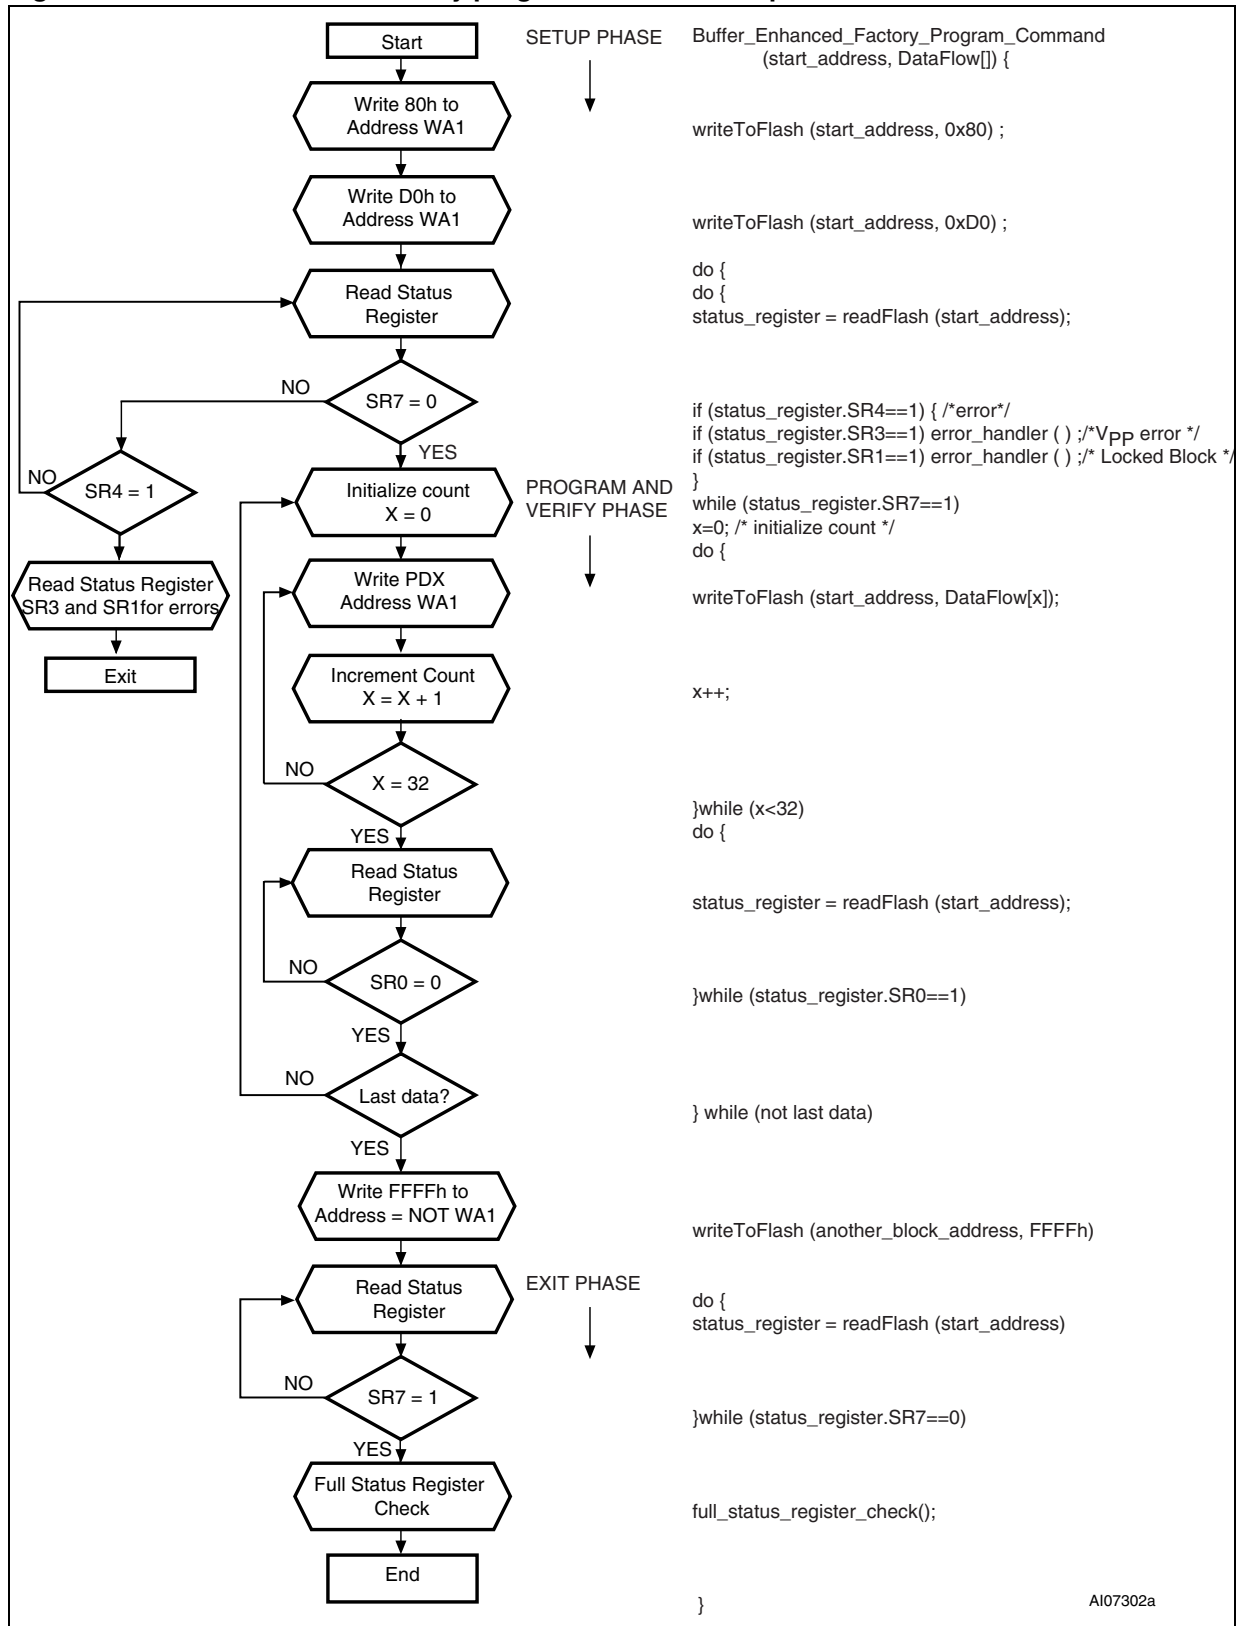 Start
Write 80h to
Address WA1
Write D0h to
Address WA1
Read Status
Register
NO
SR7 = 0
YES
NO
SR4 = 1
Initialize count
X = 0
Read Status Register
SR3 and SR1for errors
Exit
Write PDX
Address WA1
Increment Count
X = X + 1
NO
X = 32
YES
Read Status
Register
NO
SR0 = 0
YES
NO
Last data?
YES
Write FFFFh to
Address = NOT WA1
Read Status
Register
NO
SR7 = 1
YES
Full Status Register
Check
End
SETUP PHASE
PROGRAM AND
VERIFY PHASE
EXIT PHASE
Buffer_Enhanced_Factory_Program_Command
(start_address, DataFlow[]) {
writeToFlash (start_address, 0x80) ;
writeToFlash (start_address, 0xD0) ;
do {
do {
status_register = readFlash (start_address);
if (status_register.SR4==1) { /*error*/
if (status_register.SR3==1) error_handler ( ) ;/*VPP error */
if (status_register.SR1==1) error_handler ( ) ;/* Locked Block */
}
while (status_register.SR7==1)
x=0; /* initialize count */
do {
writeToFlash (start_address, DataFlow[x]);
x++;
}while (x<32)
do {
status_register = readFlash (start_address);
}while (status_register.SR0==1)
} while (not last data)
writeToFlash (another_block_address, FFFFh)
do {
status_register = readFlash (start_address)
}while (status_register.SR7==0)
full_status_register_check();
}
AI07302a